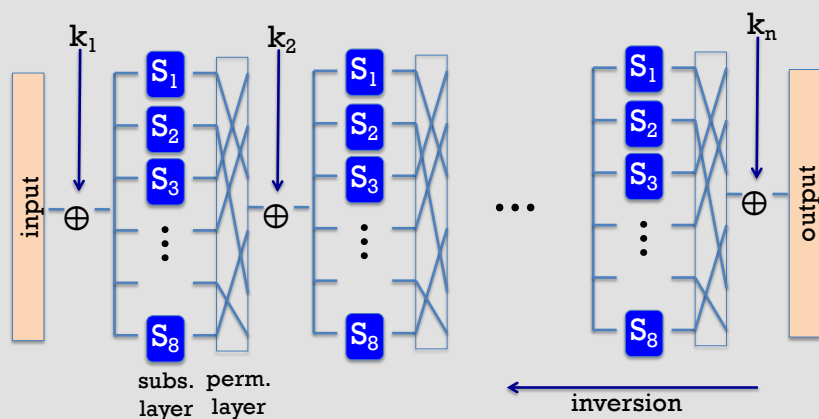 k1
k2
kn
S1
S1
S1
S2
S2
S2
S3
S3
S3
input
output
⊕
⊕
⊕
...
S8
S8
S8
subs. layer
perm. layer
inversion